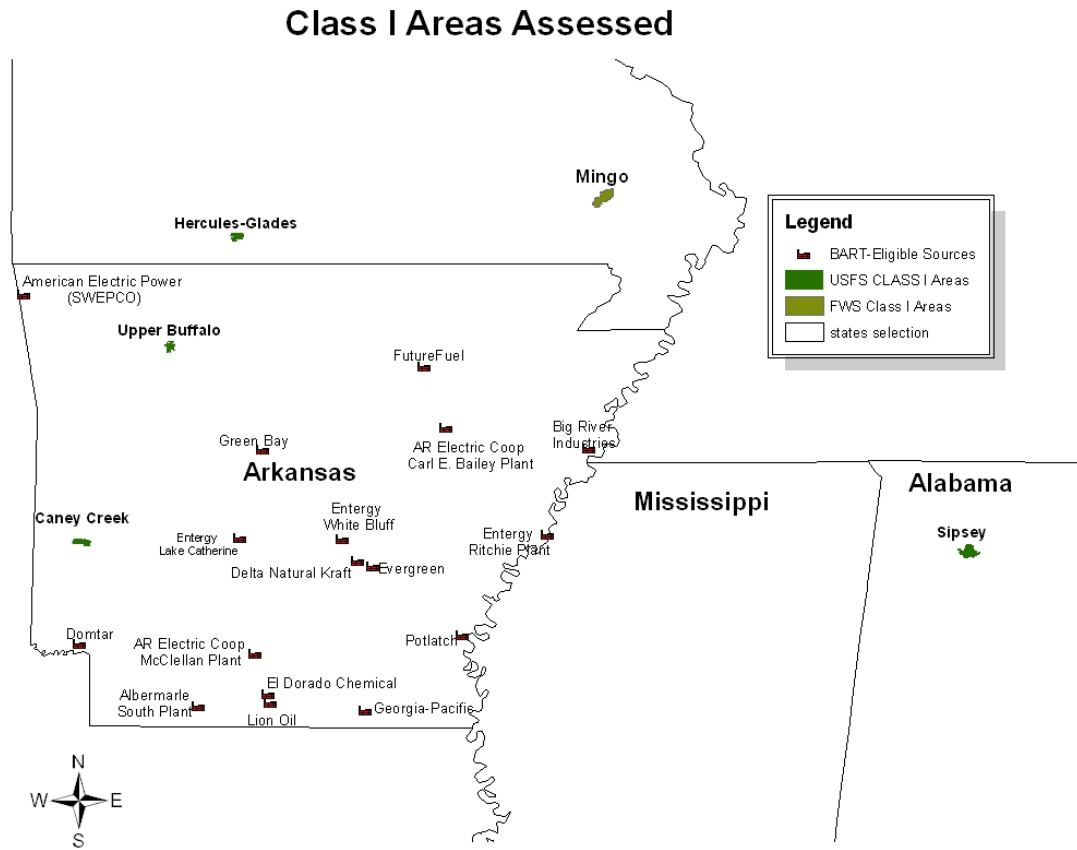 Class I Areas Assessed
Mingo
Hercules-Glades
Legend
BART-Eligible Sources
USFS CLASS I Areas
FWS Class I Areas
states selection
American Electric Power
(SWEPCO)
Upper Buffalo
FutureFuel
Green Bay
AR Electric Coop
Carl E. Bailey Plant
Big River
Industries
Arkansas
Mississippi
Alabama
Caney Creek
Entergy
Lake Catherine
Entergy
White Bluff
Entergy
Ritchie Plant
Sipsey
Delta Natural Kraft
Evergreen
Domtar
AR Electric Coop
McClellan Plant
Potlatch
Albermarle
South Plant
El Dorado Chemical
Lion Oil
Georgia-Pacific
N
W
E
S